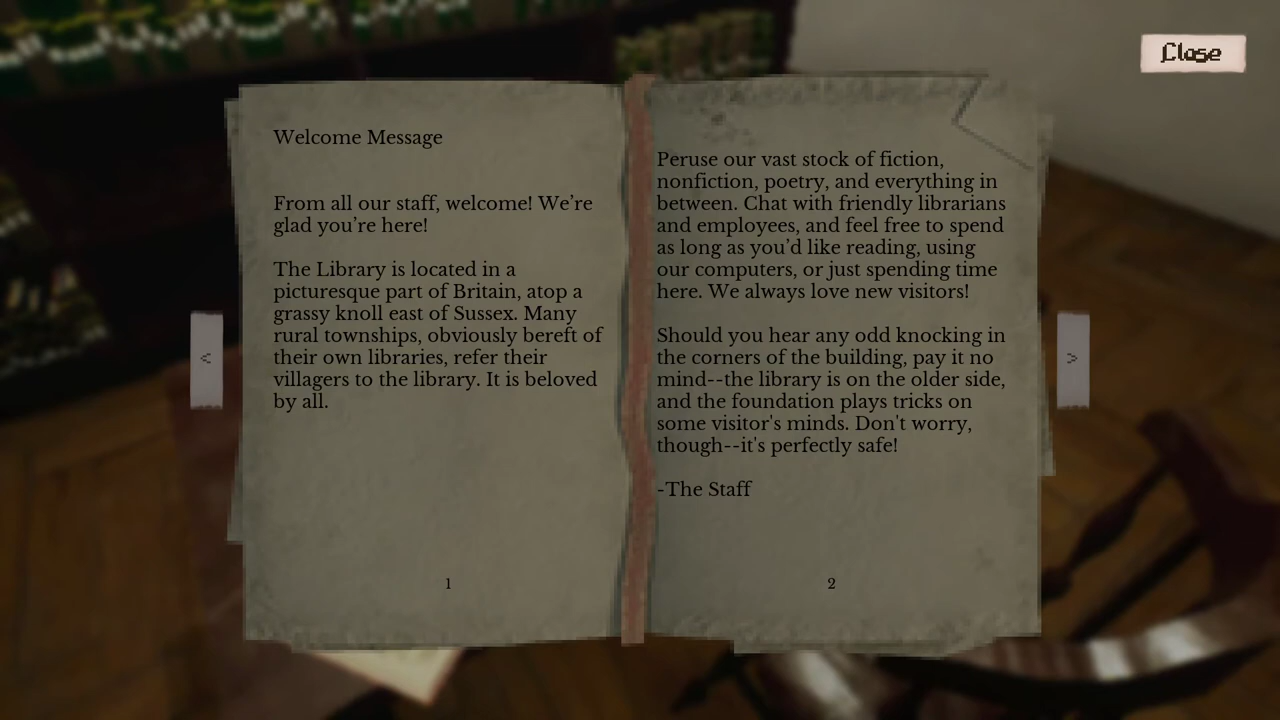 Close
Welcome Message
From all our staff, welcome! We’re
glad you’re here!
The Library is located in a
picturesque part of Britain, atop a
grassy knoll east of Sussex. Many
rural townships, obviously bereft of
their own libraries, refer their
villagers to the library. It is beloved
by all.
1
Peruse our vast stock of fiction,
nonfiction, poetry, and everything in
between. Chat with friendly librarians
and employees, and feel free to spend
as long as you’d like reading, using
our computers, or just spending time
here. We always love new visitors!
Should you hear any odd knocking in
the corners of the building, pay it no
mind--the library is on the older side,
and the foundation plays tricks on
some visitor's minds. Don't worry,
though--it's perfectly safe!
-The Staff
2
<
>